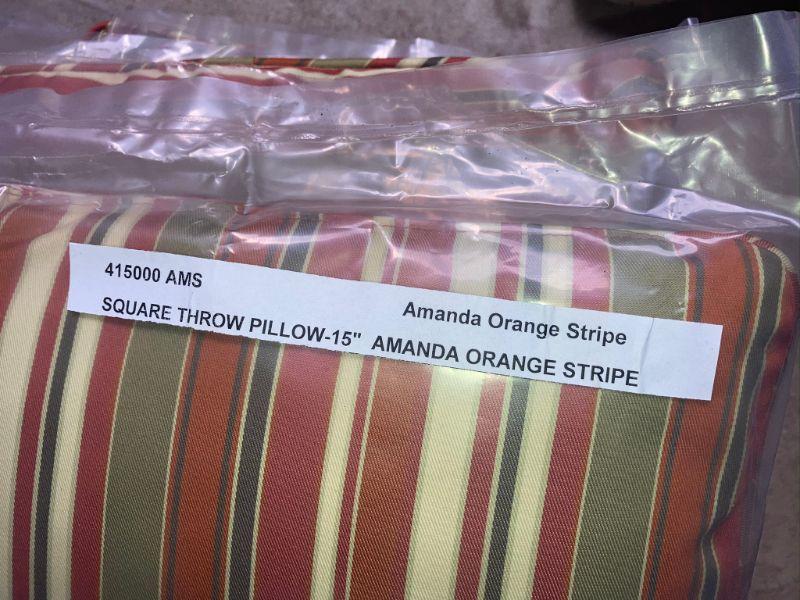 415000 AMS Amanda Orange Stripe
SQUARE THROW PILLOW-15" AMANDA ORANGE STRIPE